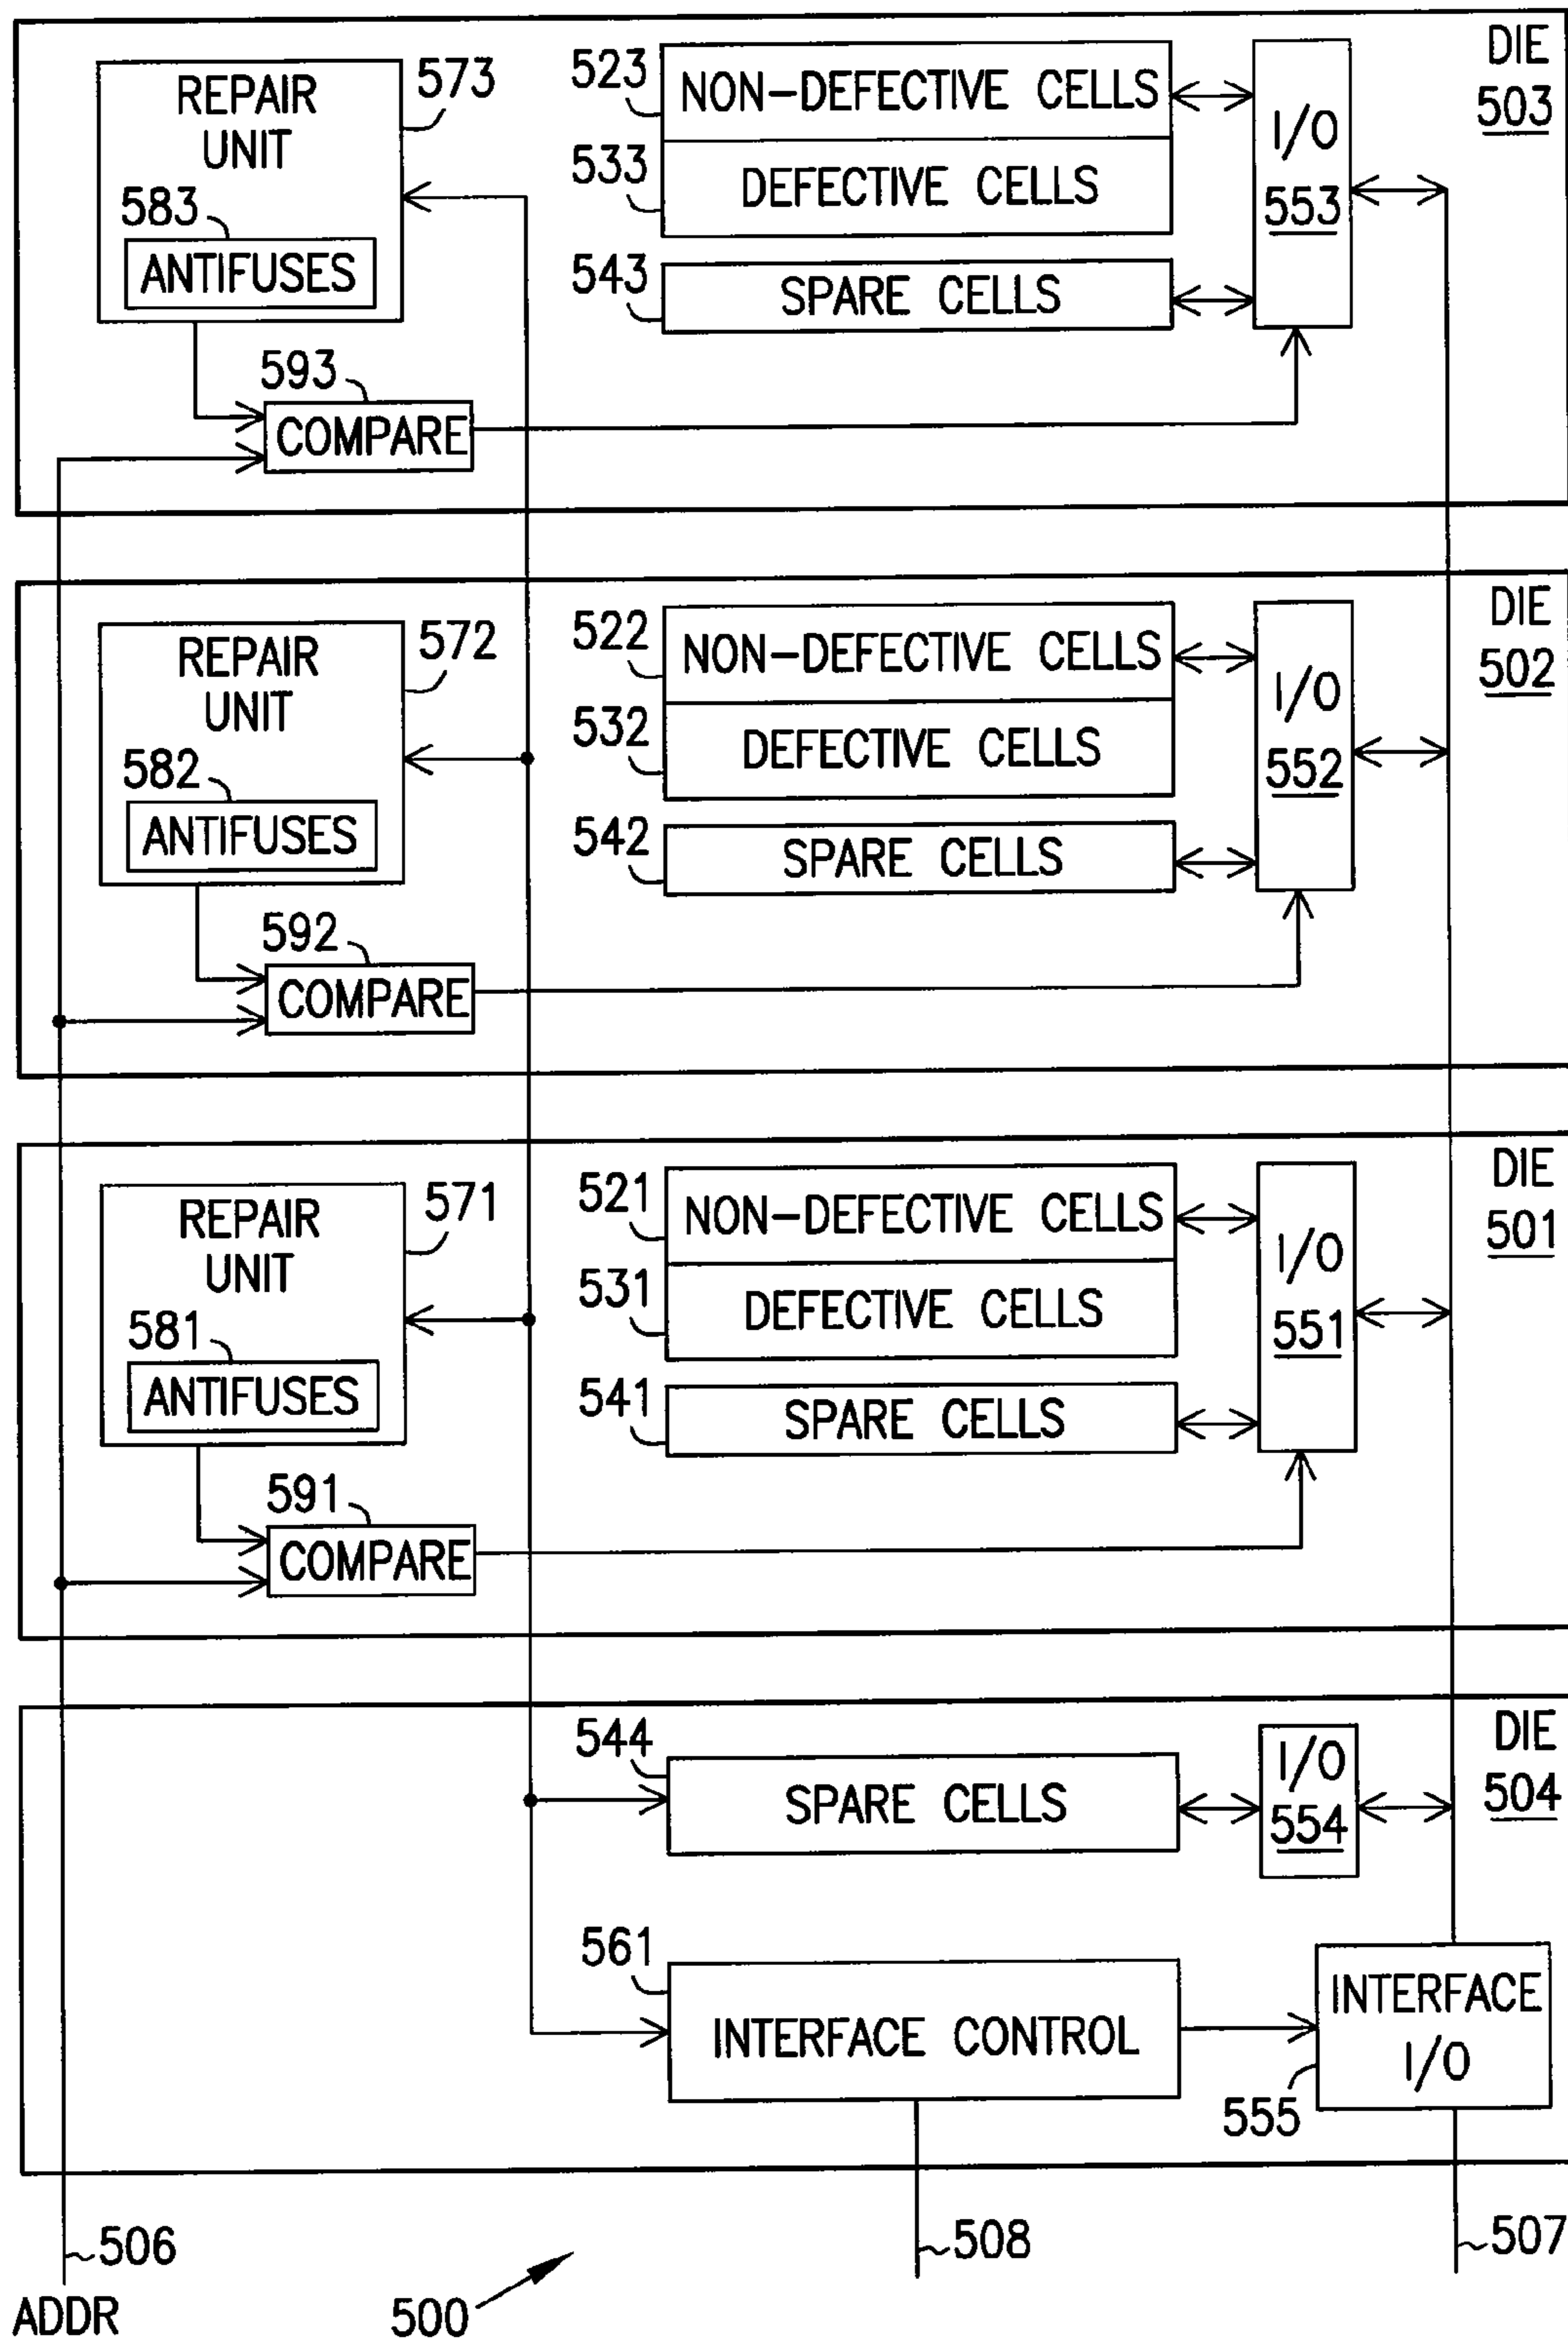 DIE
503
REPAIR
UNIT
573
583
ANTIFUSES
523
NON-DEFECTIVE CELLS
533
DEFECTIVE CELLS
543
SPARE CELLS
I/O
553
593
COMPARE
DIE
502
REPAIR
UNIT
572
582
ANTIFUSES
522
NON-DEFECTIVE CELLS
532
DEFECTIVE CELLS
542
SPARE CELLS
I/O
552
592
COMPARE
DIE
501
REPAIR
UNIT
571
581
ANTIFUSES
521
NON-DEFECTIVE CELLS
531
DEFECTIVE CELLS
541
SPARE CELLS
I/O
551
591
COMPARE
DIE
504
544
SPARE CELLS
I/O
554
561
INTERFACE CONTROL
INTERFACE
I/O
555
506
ADDR
500
508
507